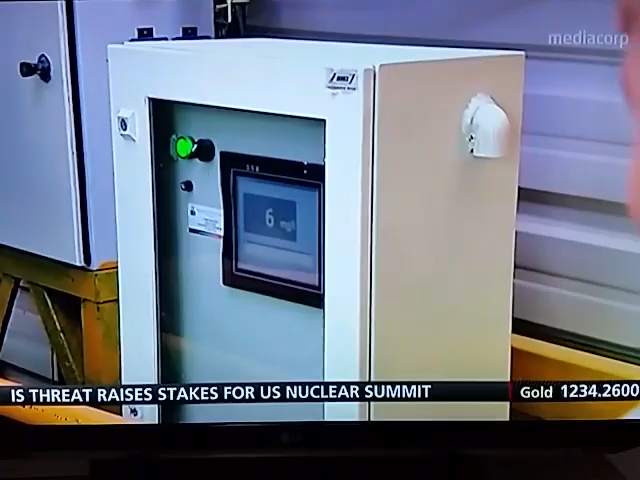 mediacorp
6 mg/l
IS THREAT RAISES STAKES FOR US NUCLEAR SUMMIT
Gold 1234.2600